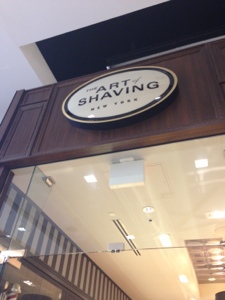 THE ART of
SHAVING
NEW YORK